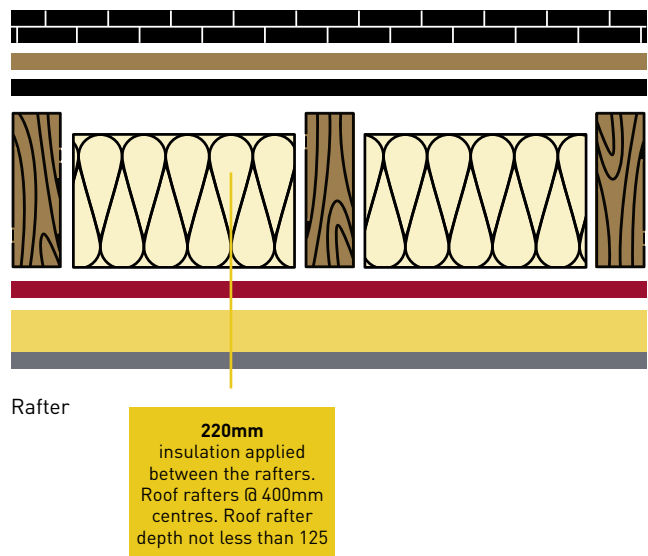 Rafter
220mm
insulation applied
between the rafters.
Roof rafters @ 400mm
centres. Roof rafter
depth not less than 125